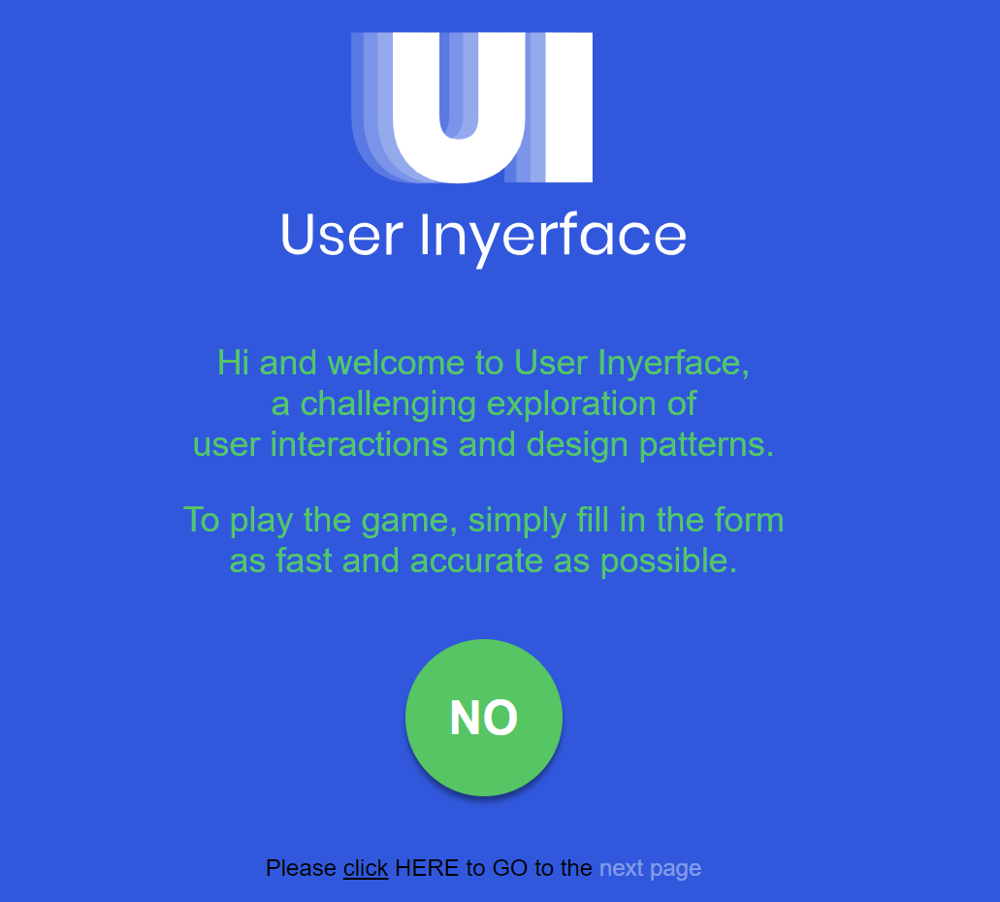 UI
User Inyerface
Hi and welcome to User Inyerface,
a challenging exploration of
user interactions and design patterns.
To play the game, simply fill in the form
as fast and accurate as possible.
NO
Please click HERE to GO to the next page